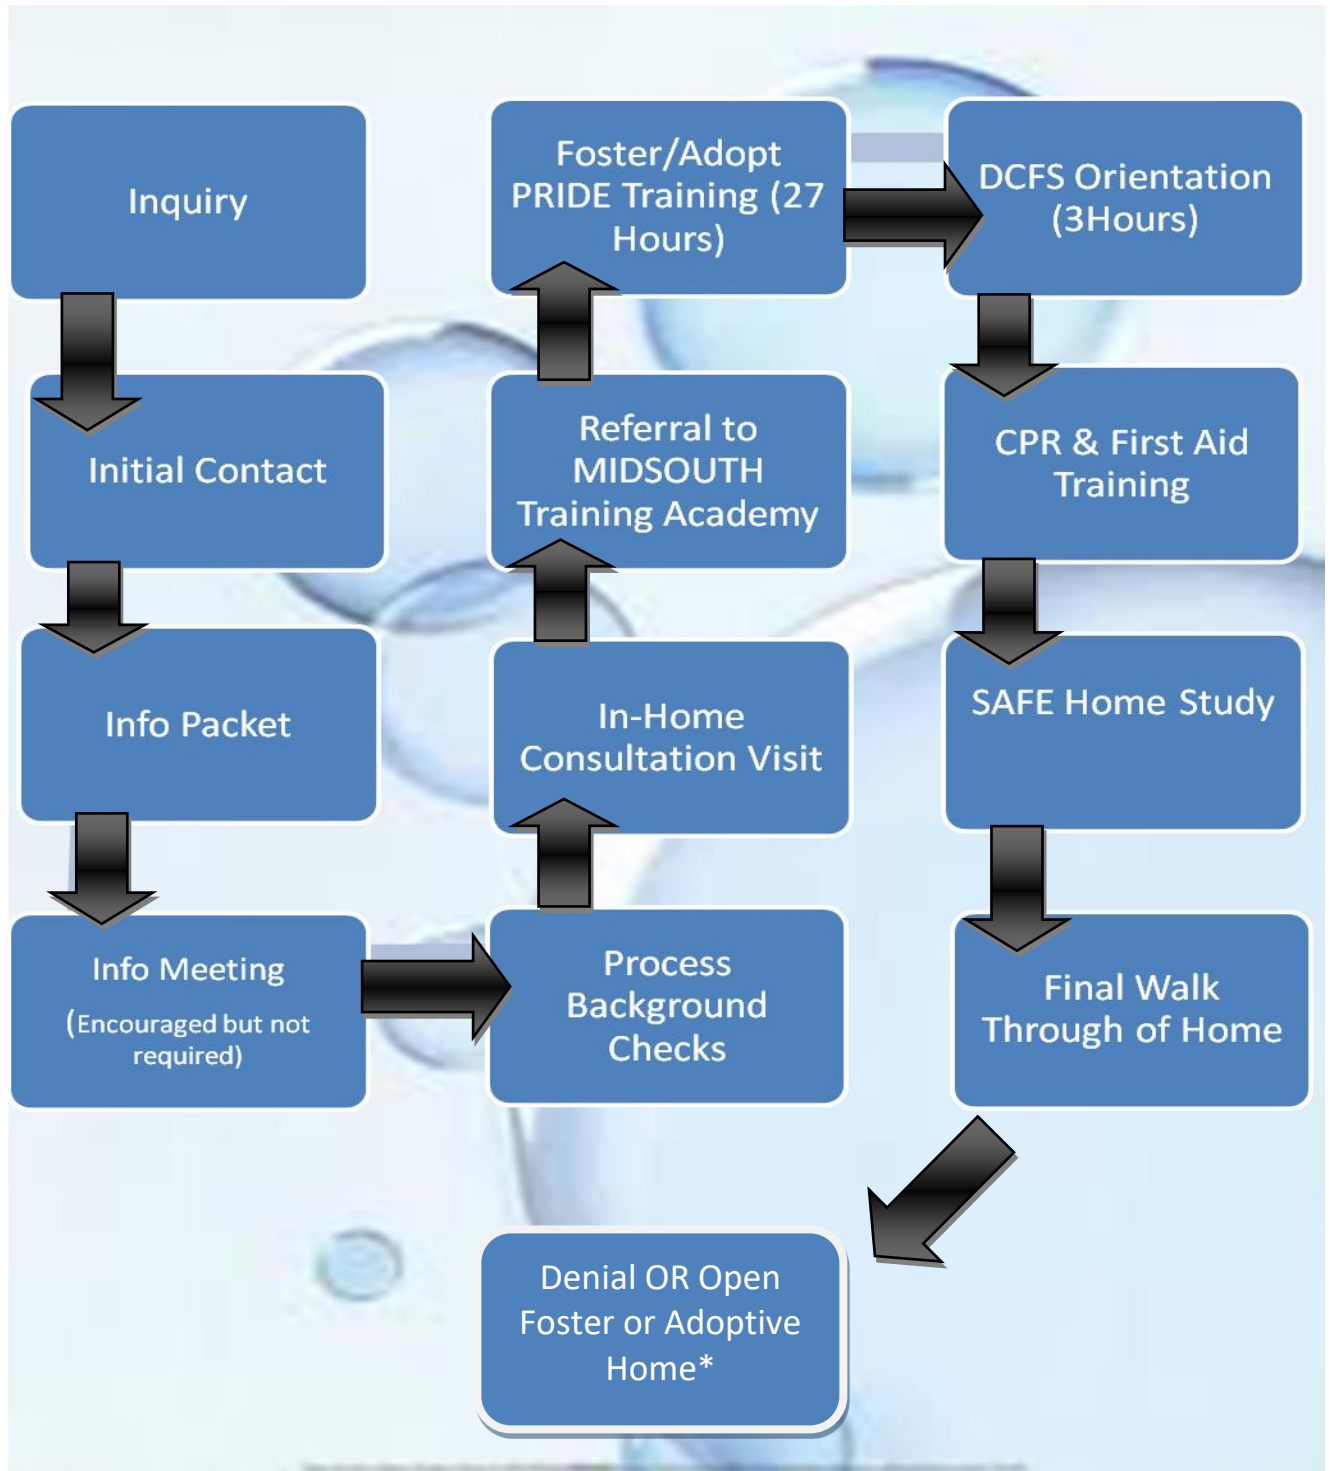 Inquiry
Initial Contact
Info Packet
Info Meeting
(Encouraged but not
required)
Process
Background
Checks
In-Home
Consultation Visit
Referral to
MIDSOUTH
Training Academy
Foster/Adopt
PRIDE Training (27
Hours)
DCFS Orientation
(3Hours)
CPR & First Aid
Training
SAFE Home Study
Final Walk
Through of Home
Denial OR Open
Foster or Adoptive
Home*